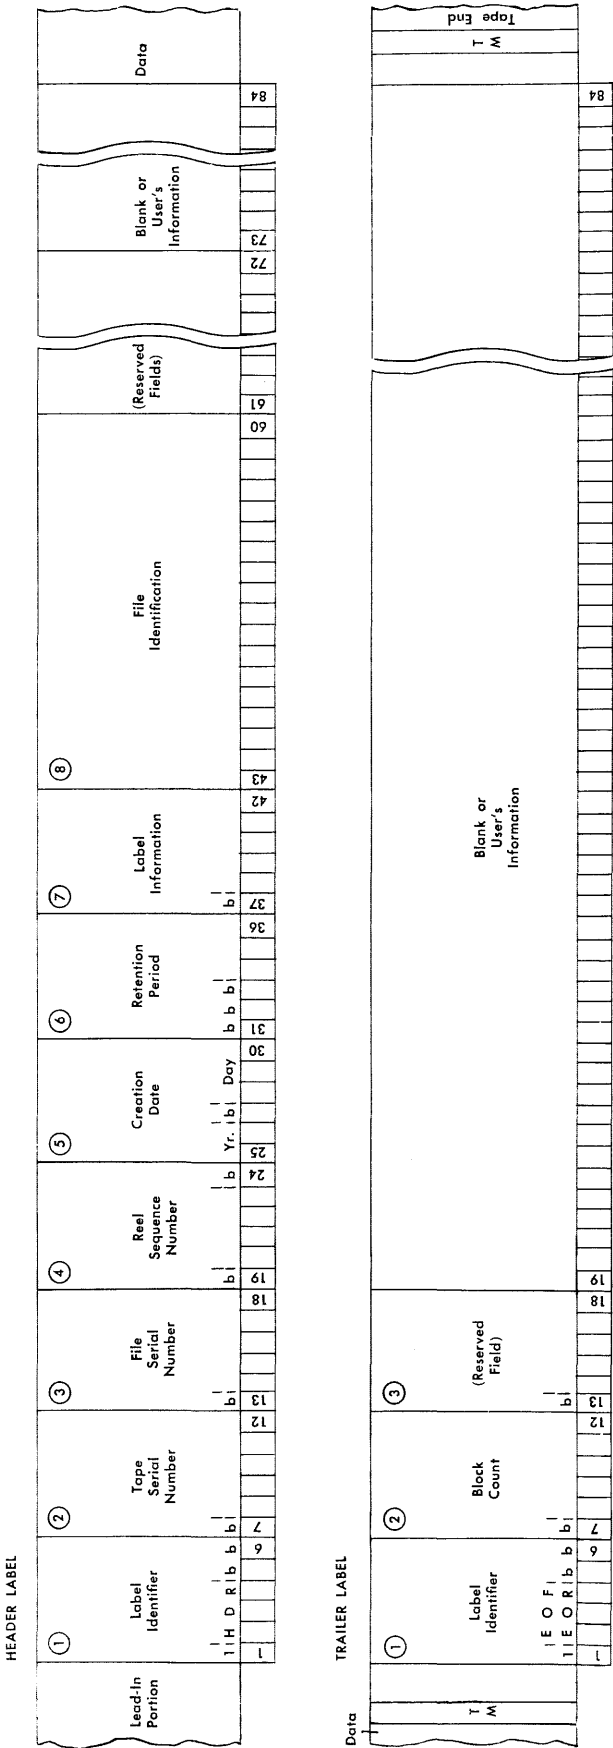 HEADER LABEL
Lead-In
Portion
1
Label
Identifier
1 H D R b b
1
6
2
Tape
Serial
Number
b
7
12
3
File
Serial
Number
b
13
18
4
Reel
Sequence
Number
b
b
19
24
5
Creation
Date
Yr. b Day
25
30
6
Retention
Period
b b b
31
36
7
Label
Information
b
37
42
8
File
Identification
43
60
(Reserved
Fields)
61
72
Blank or
User's
Information
73
84
Data
TRAILER LABEL
Data
T
M
1
Label
Identifier
E O F
1 E O R b b
1
6
2
Block
Count
b
7
12
3
(Reserved
Field)
b
13
18
Blank or
User's
Information
19
84
T
M
Tape End